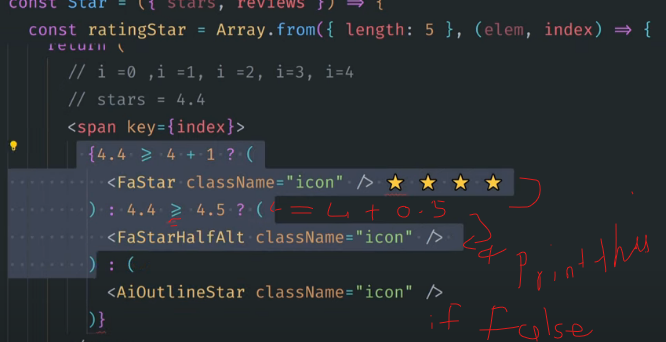 const Star = ({ stars, reviews }) ⇒ {
const ratingStar = Array.from({ length: 5 }, (elem, index) ⇒ {
return (
// i =0 ,i =1, i =2, i=3, i=4
// stars = 4.4
<span key={index}>
{4.4 ⩾ 4 + 1 ? (
<FaStar className="icon" /> ⭐ ⭐ ⭐ ⭐
) : 4.4 ⩾ 4.5 ? ( = 4 + 0.5
<FaStarHalfAlt className="icon" />
print this
) : (
<AiOutlineStar className="icon" />
if False
)}